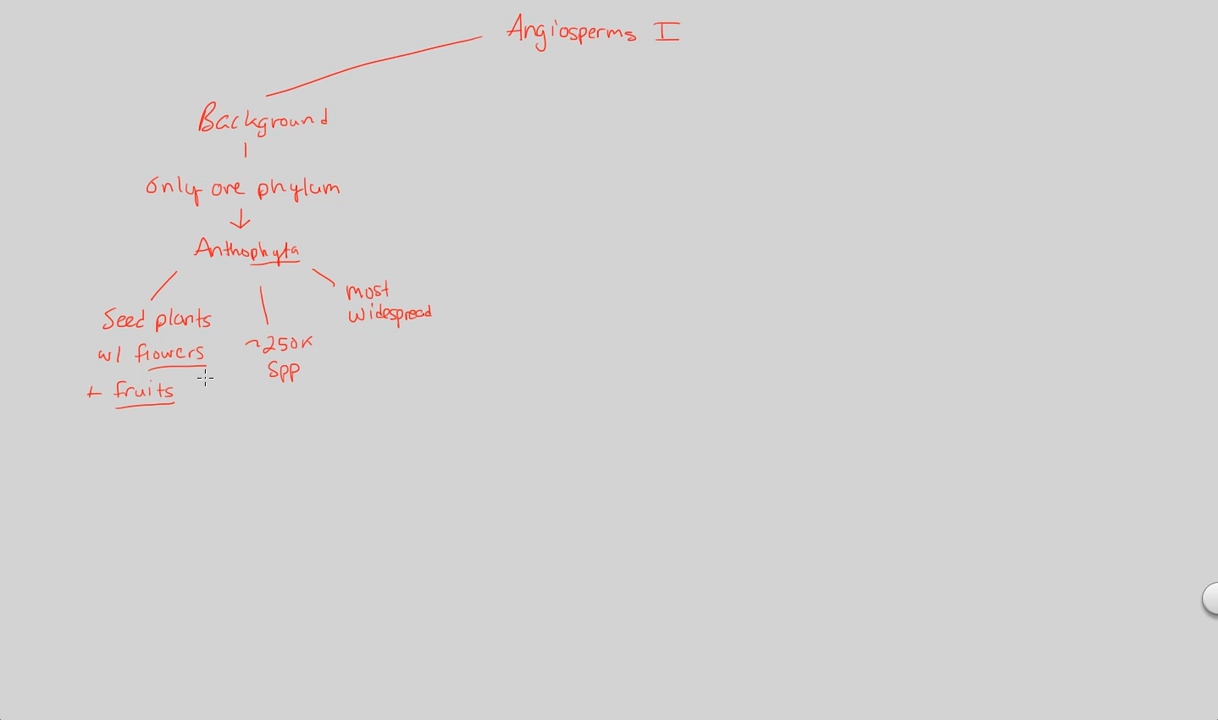 Angiosperms I
Background
only one phylum
Anthophyta
Seed plants
w/ flowers
+ fruits
~250K
spp
most
widespread